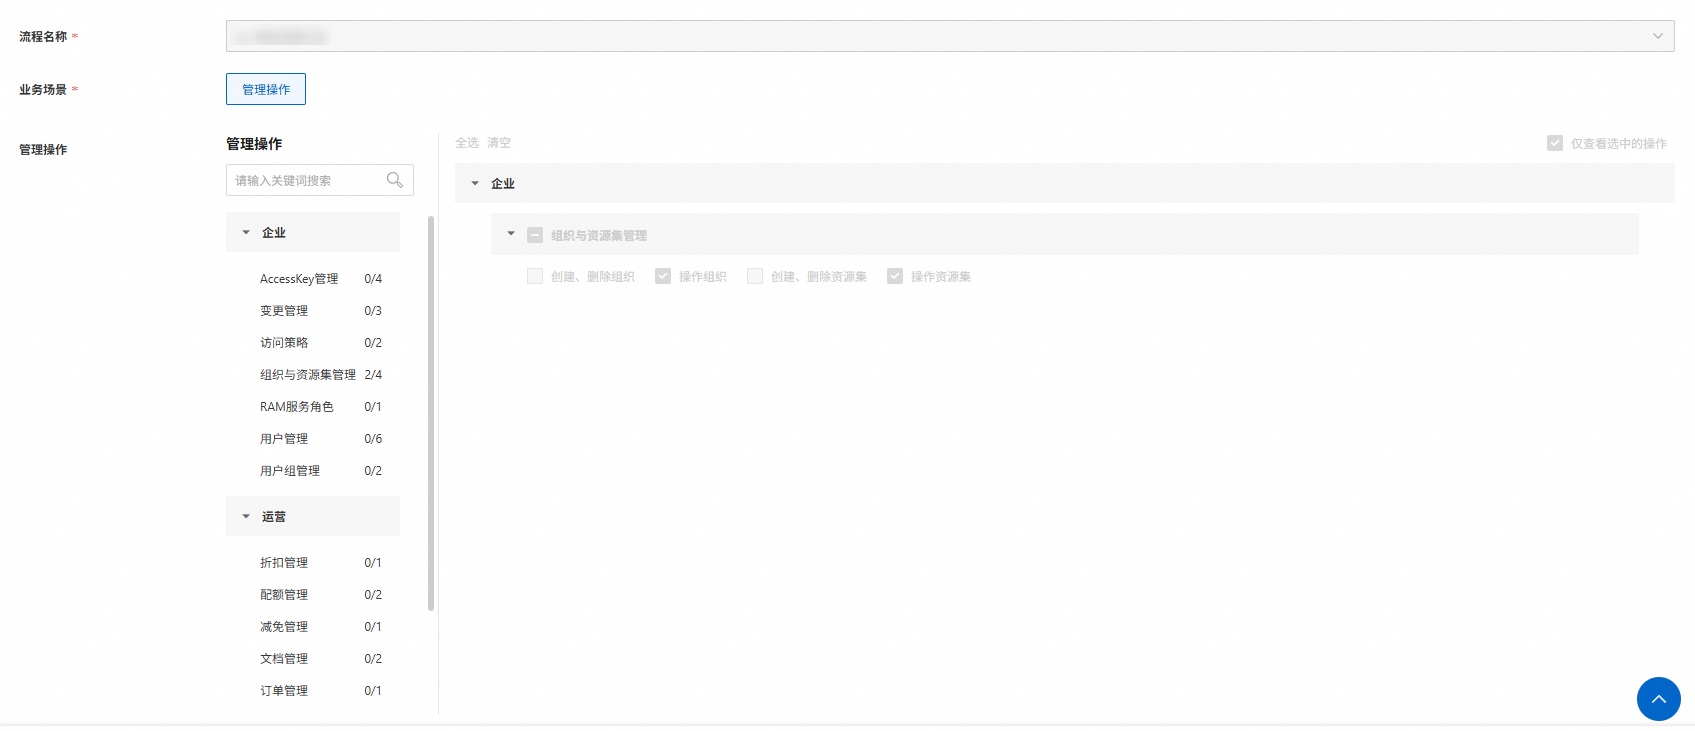 流程名称 *
业务场景 *
管理操作
管理操作
管理操作
请输入关键词搜索
企业
AccessKey管理 0/4
变更管理 0/3
访问策略 0/2
组织与资源集管理 2/4
RAM服务角色 0/1
用户管理 0/6
用户组管理 0/2
运营
折扣管理 0/1
配额管理 0/2
减免管理 0/1
文档管理 0/2
订单管理 0/1
全选 清空
仅查看选中的操作
企业
组织与资源集管理
创建、删除组织 操作组织 创建、删除资源集 操作资源集